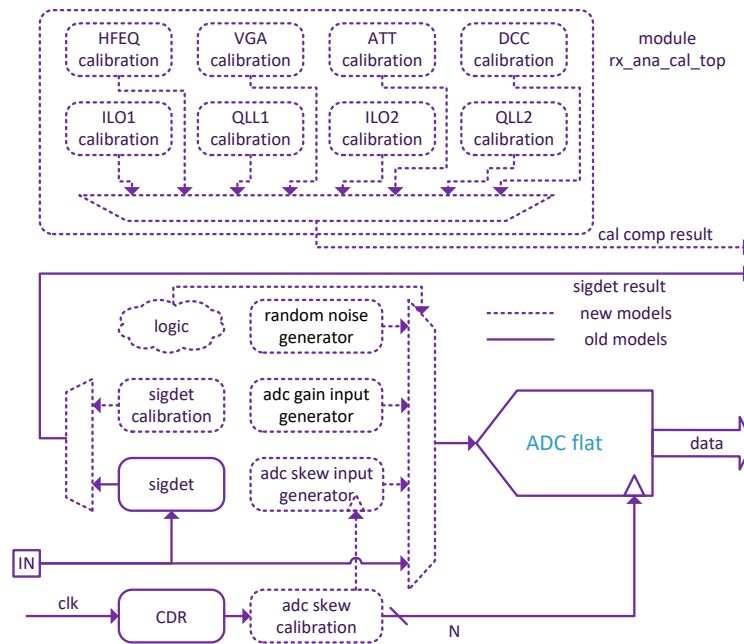 HFEQ
calibration
VGA
calibration
ATT
calibration
DCC
calibration
module
rx_ana_cal_top
ILO1
calibration
QLL1
calibration
ILO2
calibration
QLL2
calibration
cal comp result
sigdet result
logic
random noise
generator
new models
old models
sigdet
calibration
adc gain input
generator
ADC flat
data
sigdet
adc skew input
generator
IN
clk
CDR
adc skew
calibration
N